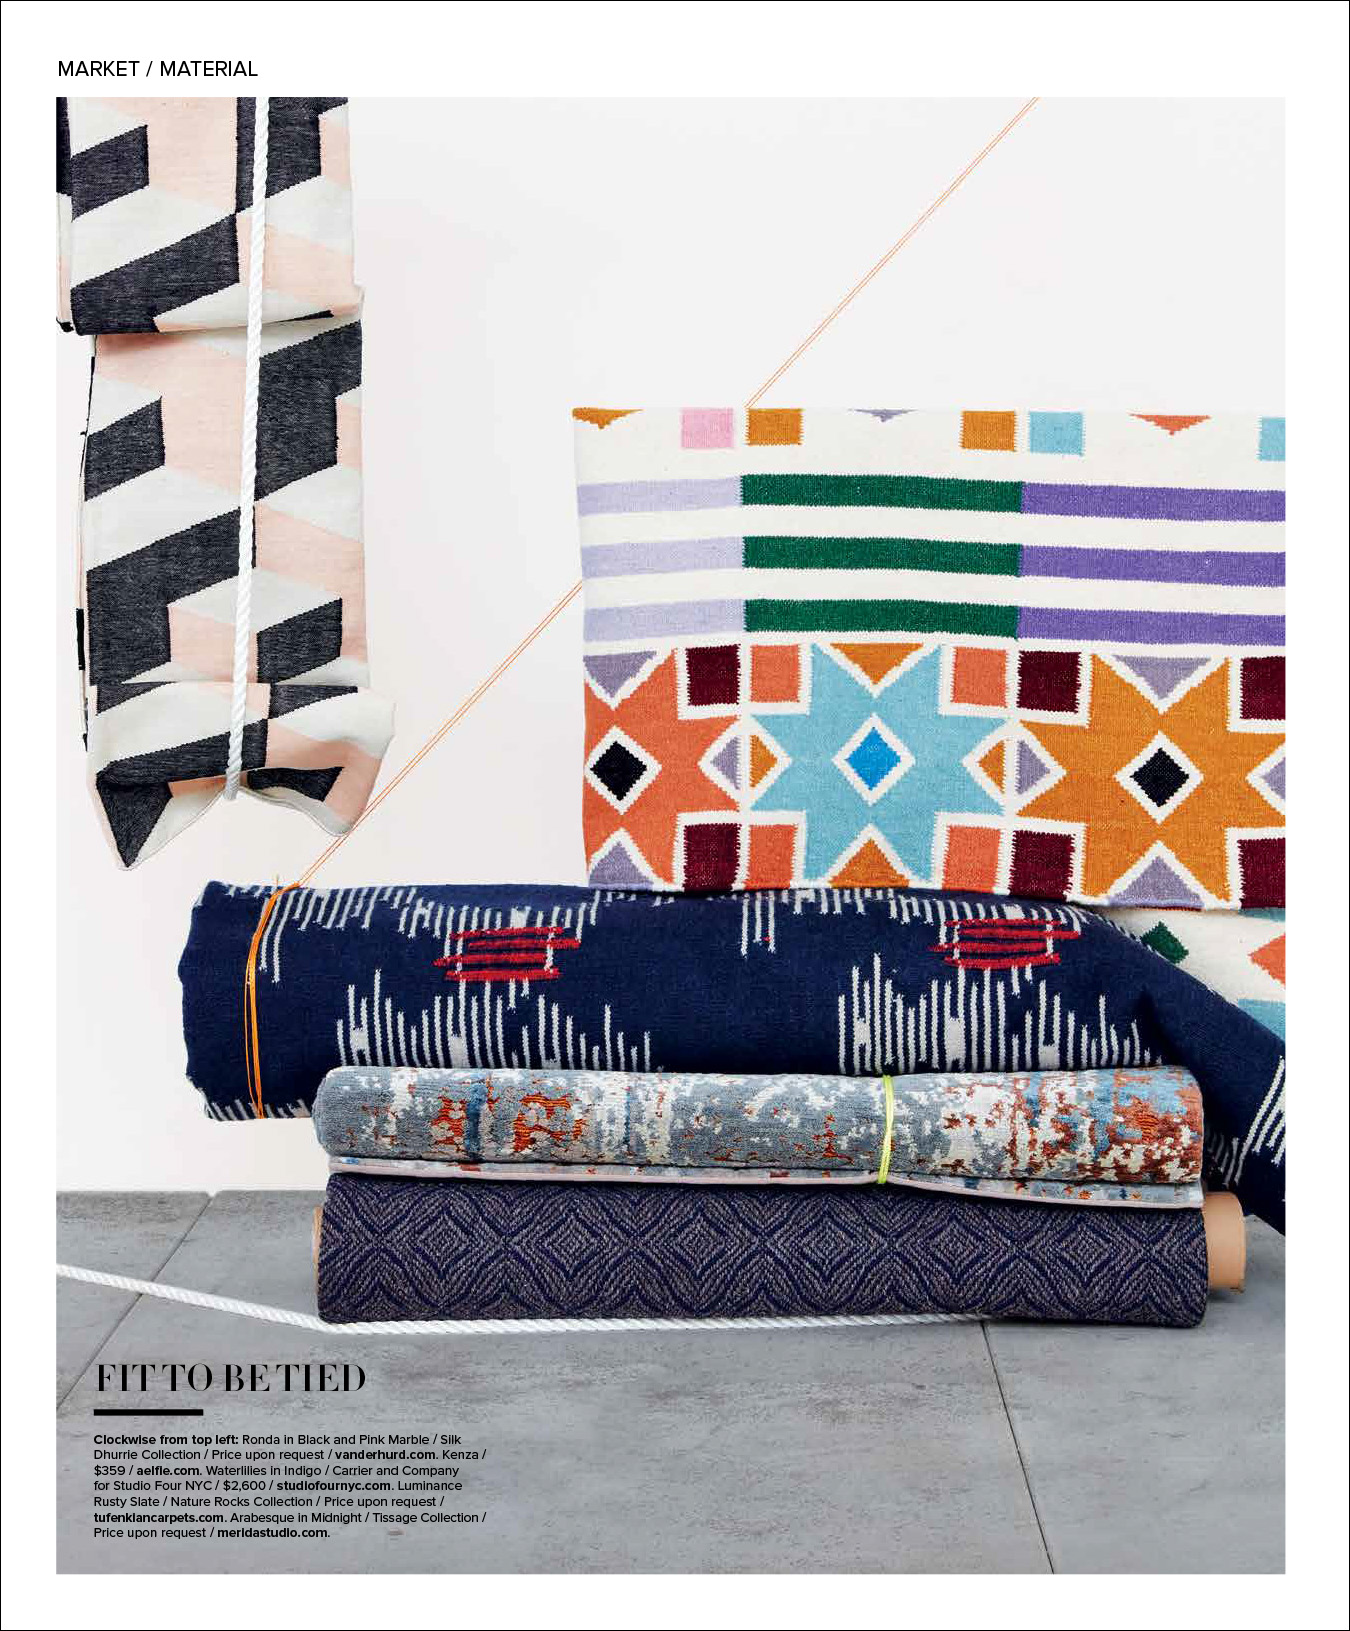 MARKET / MATERIAL
FIT TO BE TIED
Clockwise from top left: Ronda in Black and Pink Marble / Silk
Dhurrie Collection / Price upon request / vanderhurd.com. Kenza /
$359 / aelfie.com. Waterlilies in Indigo / Carrier and Company
for Studio Four NYC / $2,600 / studiofournyc.com. Luminance
Rusty Slate / Nature Rocks Collection / Price upon request /
tufenkiancarpets.com. Arabesque in Midnight / Tissage Collection /
Price upon request / meridastudio.com.